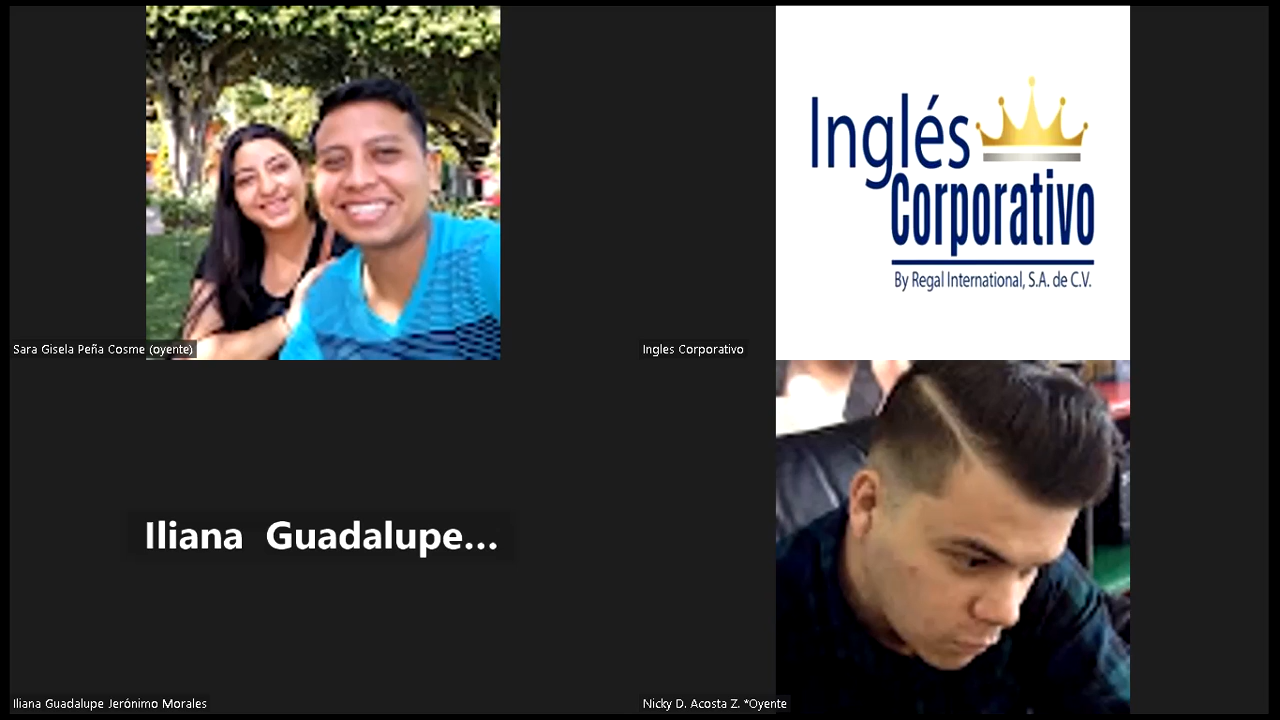 Inglés
Corporativo
By Regal International, S.A. de C.V.
Sara Gisela Peña Cosme (oyente)
Ingles Corporativo
Iliana Guadalupe...
Iliana Guadalupe Jerónimo Morales
Nicky D. Acosta Z. *Oyente